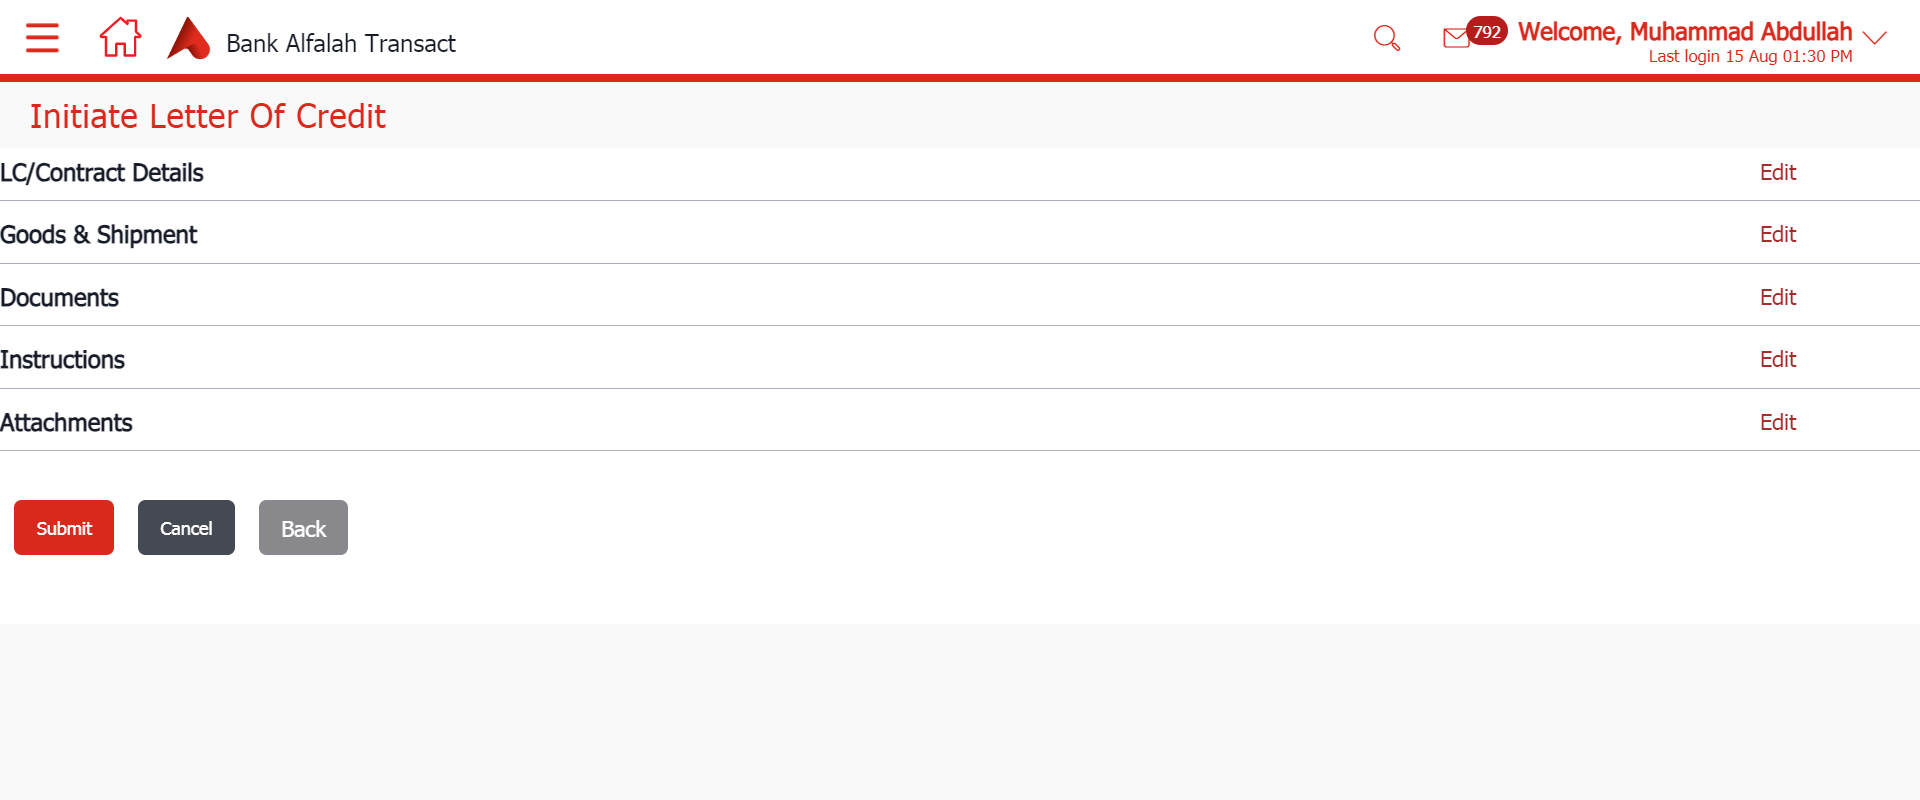 Bank Alfalah Transact
792
Welcome, Muhammad Abdullah
Last login 15 Aug 01:30 PM
Initiate Letter Of Credit
LC/Contract Details Edit
Goods & Shipment Edit
Documents Edit
Instructions Edit
Attachments Edit
Submit Cancel Back